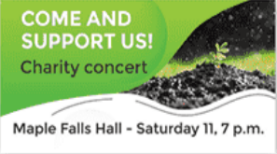 COME AND
SUPPORT US!
Charity concert
Maple Falls Hall - Saturday 11, 7 p.m.